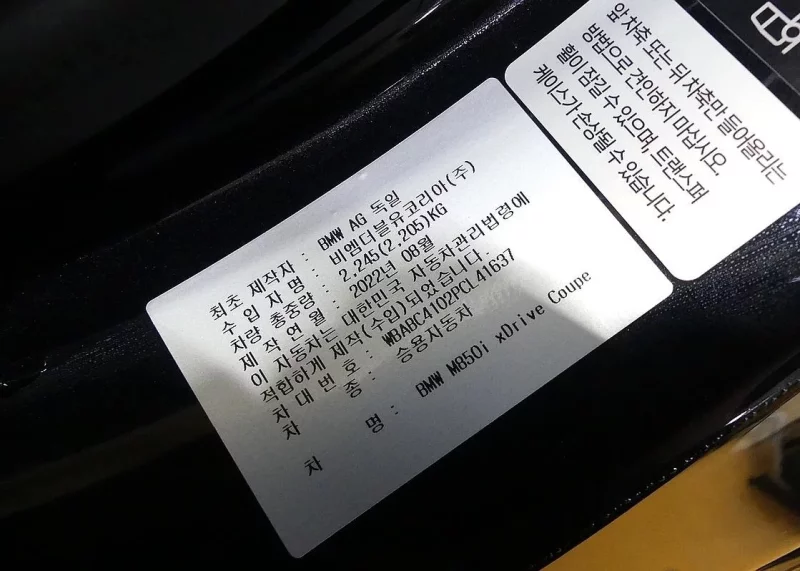 최초 제작자 : BMW AG 독일
수 입 자 명 : 비엠더블유코리아(주)
차량 총중량 : 2,245(2,205)KG
제 작 연 월 : 2022년 08월
이 자동차는 대한민국 자동차관리법령에
적합하게 제작(수입)되었습니다.
차 대 번 호 : WBABC4102PCL41637
차 종 : 승용자동차
차 명 : BMW M850i xDrive Coupe
앞 차축 또는 뒤 차축만 들어올리는
방법으로 견인하지 마십시오.
휠이 잠길 수 있으며, 트랜스퍼
케이스가 손상될 수 있습니다.